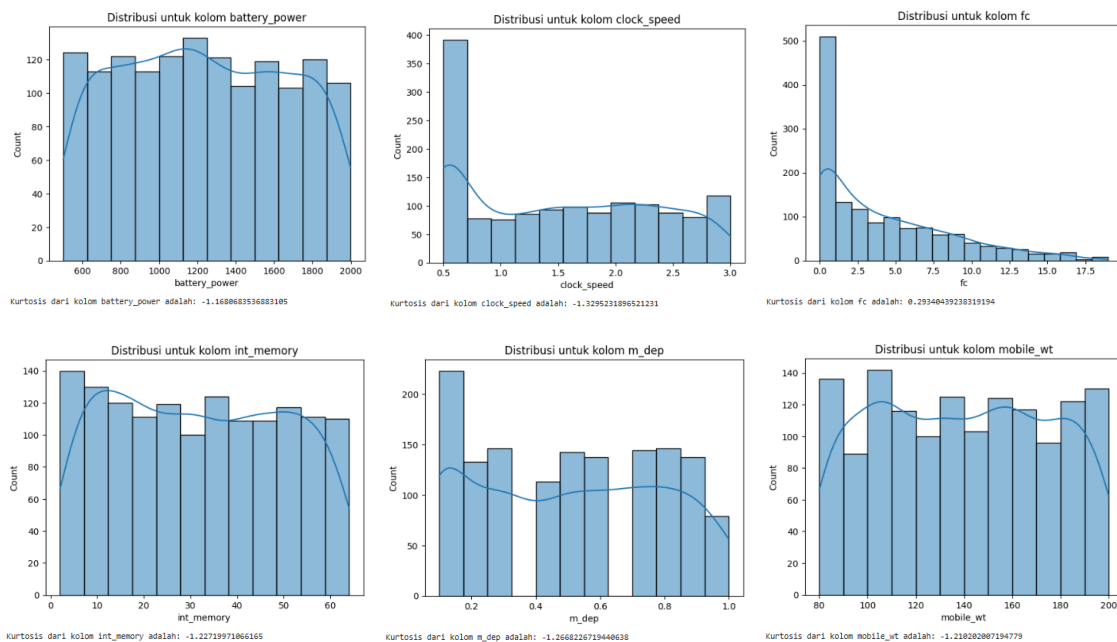 Distribusi untuk kolom battery_power
120
100
80
60
40
20
0
Count
600 800 1000 1200 1400 1600 1800 2000
battery_power
Kurtosis dari kolom battery_power adalah: -1.1680683536883105
Distribusi untuk kolom clock_speed
400
350
300
250
200
150
100
50
0
Count
0.5 1.0 1.5 2.0 2.5 3.0
clock_speed
Kurtosis dari kolom clock_speed adalah: -1.3295231896521231
Distribusi untuk kolom fc
500
400
300
200
100
0
Count
0.0 2.5 5.0 7.5 10.0 12.5 15.0 17.5
fc
Kurtosis dari kolom fc adalah: 0.29340439238319194
Distribusi untuk kolom int_memory
140
120
100
80
60
40
20
0
Count
0 10 20 30 40 50 60
int_memory
Kurtosis dari kolom int_memory adalah: -1.22719971066165
Distribusi untuk kolom m_dep
200
150
100
50
0
Count
0.2 0.4 0.6 0.8 1.0
m_dep
Kurtosis dari kolom m_dep adalah: -1.2668226719440638
Distribusi untuk kolom mobile_wt
140
120
100
80
60
40
20
0
Count
80 100 120 140 160 180 200
mobile_wt
Kurtosis dari kolom mobile_wt adalah: -1.210202007194779